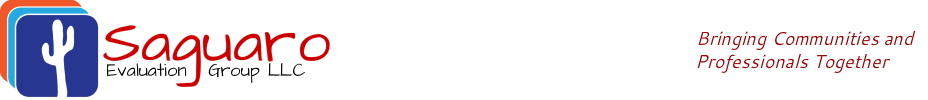 Saguaro
Evaluation Group LLC
Bringing Communities and
Professionals Together